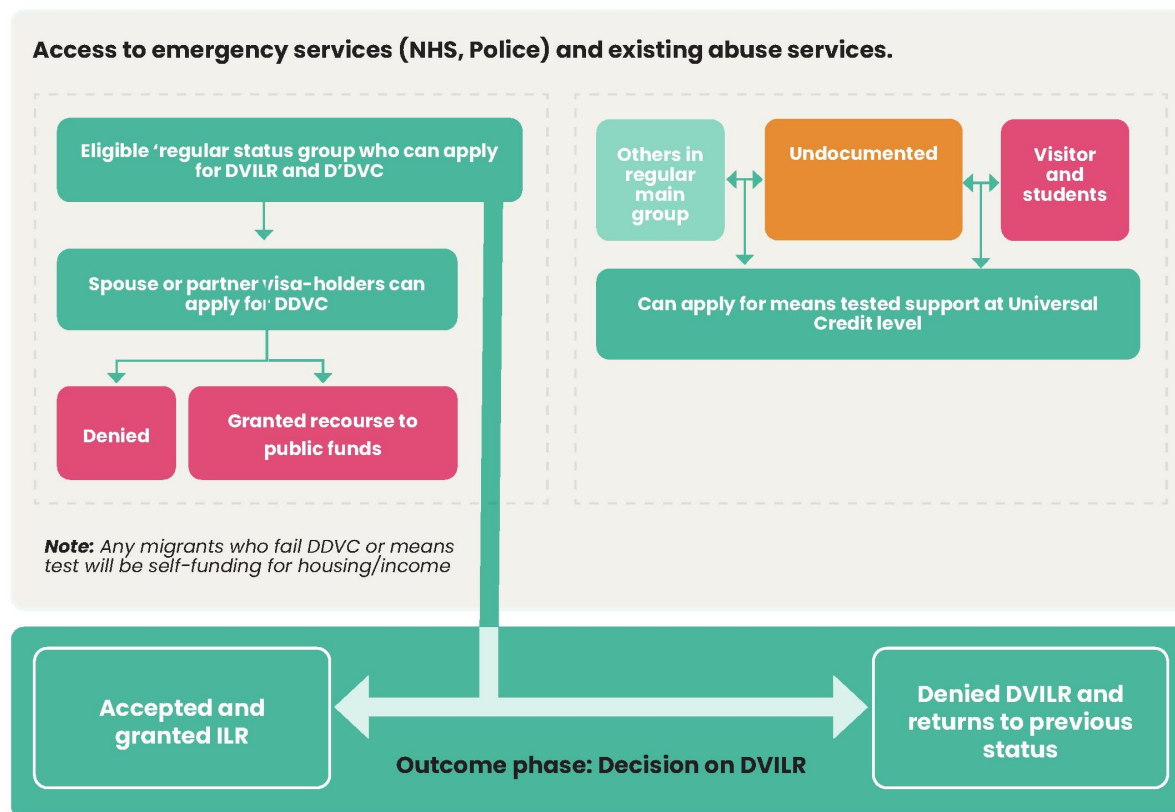 Access to emergency services (NHS, Police) and existing abuse services.
Eligible ‘regular status group who can apply
for DVILR and D’DVC
Spouse or partner visa-holders can
apply for DDVC
Denied
Granted recourse to
public funds
Note: Any migrants who fail DDVC or means
test will be self-funding for housing/income
Others in
regular
main
group
Undocumented
Visitor
and
students
Can apply for means tested support at Universal
Credit level
Accepted and
granted ILR
Outcome phase: Decision on DVILR
Denied DVILR and
returns to previous
status